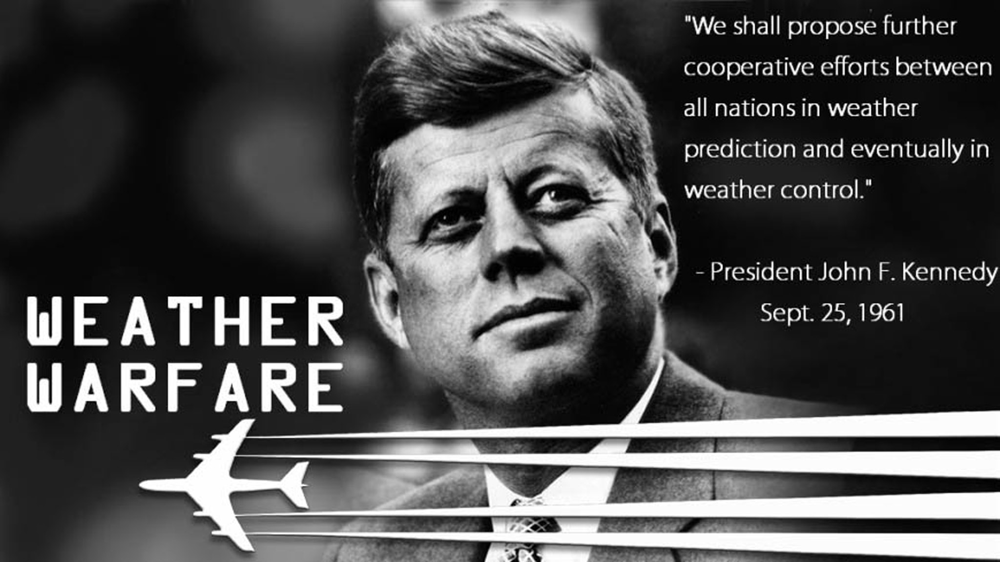 "We shall propose further
cooperative efforts between
all nations in weather
prediction and eventually in
weather control."
- President John F. Kennedy
Sept. 25, 1961
WEATHER
WARFARE